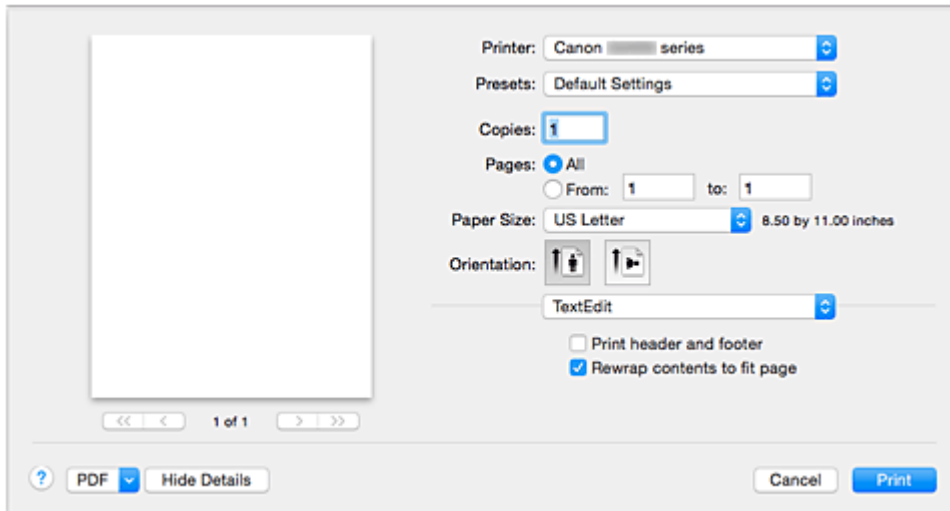 Printer: Canon series
Presets: Default Settings
Copies: 1
Pages: All
From: 1 to: 1
Paper Size: US Letter 8.50 by 11.00 inches
Orientation:
TextEdit
Print header and footer
Rewrap contents to fit page
<< < 1 of 1 > >>
? PDF Hide Details Cancel Print